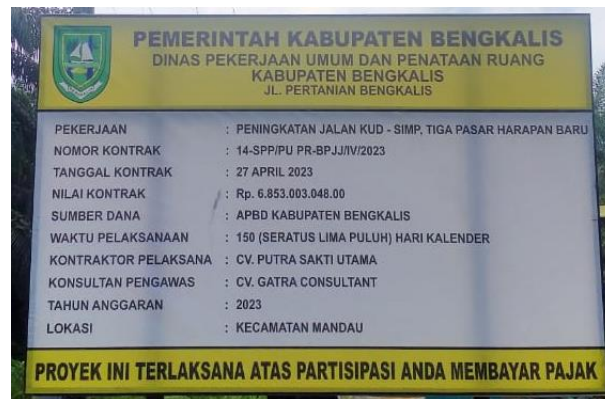 PEMERINTAH KABUPATEN BENGKALIS
DINAS PEKERJAAN UMUM DAN PENATAAN RUANG
KABUPATEN BENGKALIS
JL. PERTANIAN BENGKALIS
PEKERJAAN : PENINGKATAN JALAN KUD - SIMP, TIGA PASAR HARAPAN BARU
NOMOR KONTRAK : 14-SPP/PU PR-BPJJ/IV/2023
TANGGAL KONTRAK : 27 APRIL 2023
NILAI KONTRAK : Rp. 6.853.003.048.00
SUMBER DANA : APBD KABUPATEN BENGKALIS
WAKTU PELAKSANAAN : 150 (SERATUS LIMA PULUH) HARI KALENDER
KONTRAKTOR PELAKSANA : CV. PUTRA SAKTI UTAMA
KONSULTAN PENGAWAS : CV. GATRA CONSULTANT
TAHUN ANGGARAN : 2023
LOKASI : KECAMATAN MANDAU
PROYEK INI TERLAKSANA ATAS PARTISIPASI ANDA MEMBAYAR PAJAK